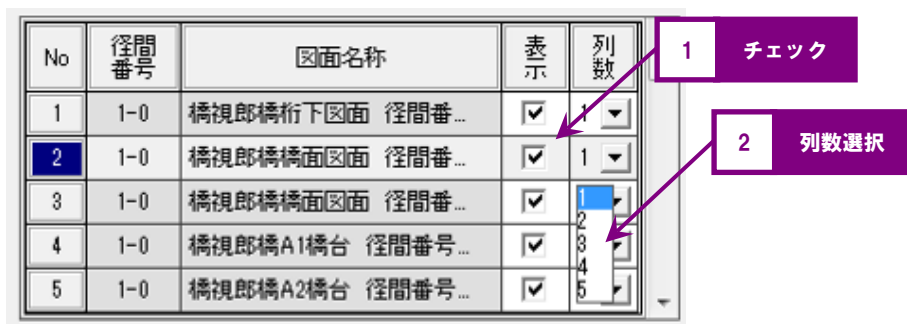 No 径間番号 図面名称 表示 列数
1 1-0 橋視郎橋桁下図面 径間番... 1
2 1-0 橋視郎橋橋面図面 径間番... 1
3 1-0 橋視郎橋橋面図面 径間番...
4 1-0 橋視郎橋A1橋台 径間番号...
5 1-0 橋視郎橋A2橋台 径間番号...
1
2
3
4
5
1 チェック
2 列数選択